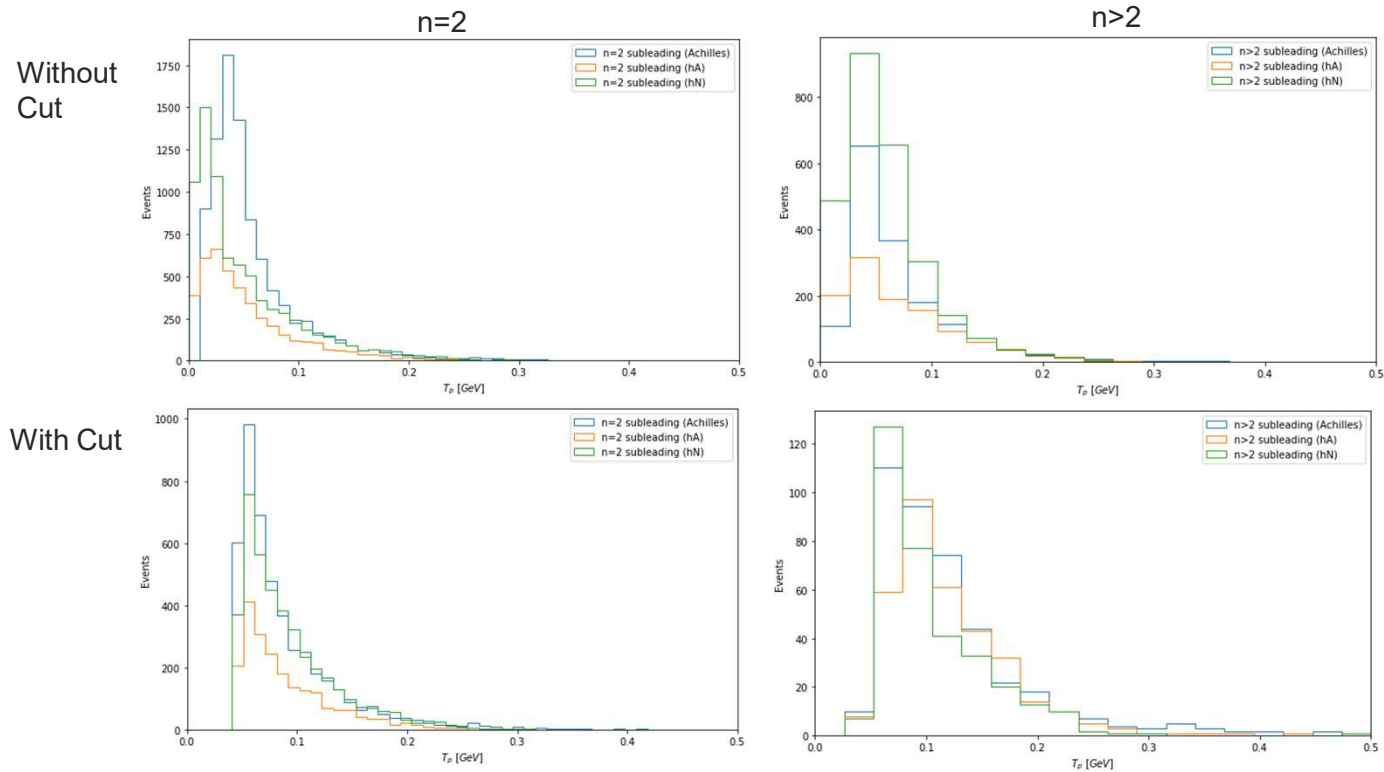 n=2
n>2
Without
Cut
n=2 subleading (Achilles)
n=2 subleading (hA)
n=2 subleading (hN)
1750
1500
1250
1000
750
500
250
0
Events
0.0 0.1 0.2 0.3 0.4 0.5
T_p [GeV]
n>2 subleading (Achilles)
n>2 subleading (hA)
n>2 subleading (hN)
800
600
400
200
0
Events
0.0 0.1 0.2 0.3 0.4 0.5
T_p [GeV]
With Cut
n=2 subleading (Achilles)
n=2 subleading (hA)
n=2 subleading (hN)
1000
800
600
400
200
0
Events
0.0 0.1 0.2 0.3 0.4 0.5
T_p [GeV]
n>2 subleading (Achilles)
n>2 subleading (hA)
n>2 subleading (hN)
120
100
80
60
40
20
0
Events
0.0 0.1 0.2 0.3 0.4 0.5
T_p [GeV]